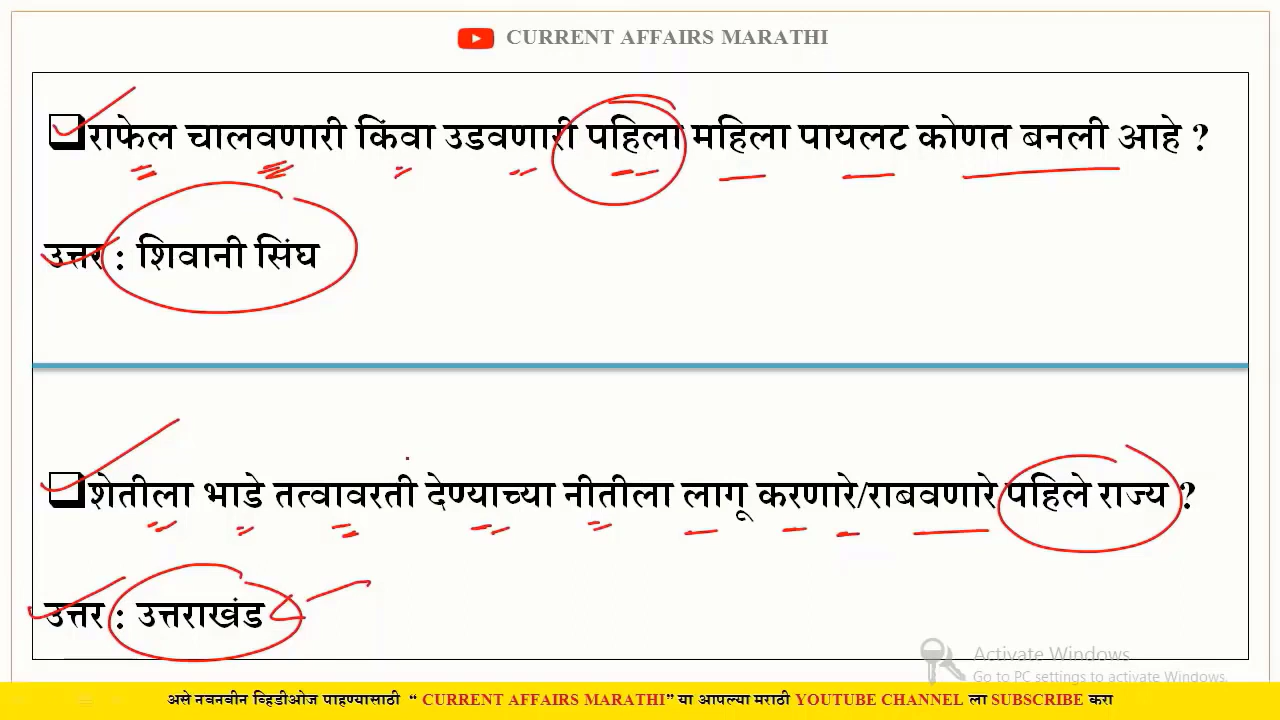 CURRENT AFFAIRS MARATHI
राफेल चालवणारी किंवा उडवणारी पहिला महिला पायलट कोणत बनली आहे ?
उत्तर : शिवानी सिंघ
शेतीला भाडे तत्वावरती देण्याच्या नीतीला लागू करणारे/राबवणारे पहिले राज्य ?
उत्तर : उत्तराखंड
Activate Windows
Go to PC settings to activate Windows.
असे नवनवीन व्हिडीओज पाहण्यासाठी “ CURRENT AFFAIRS MARATHI” या आपल्या मराठी YOUTUBE CHANNEL ला SUBSCRIBE करा